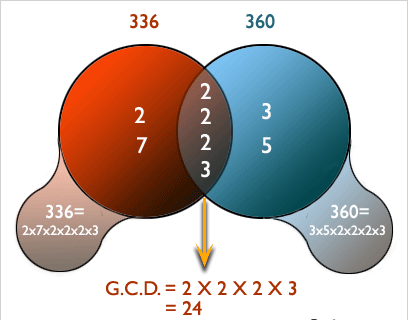 336 360
2 2 3
7 2 5
2
3
336= 360=
2x7x2x2x2x3 3x5x2x2x2x3
G.C.D. = 2 X 2 X 2 X 3
= 24